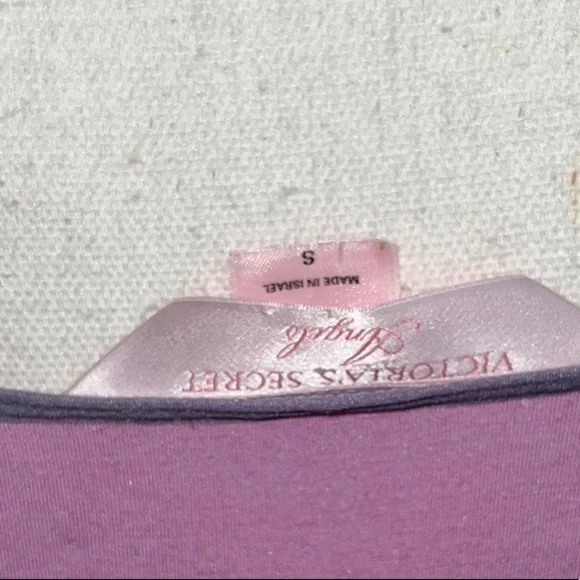 VICTORIA'S SECRET
Angels
MADE IN ISRAEL
S